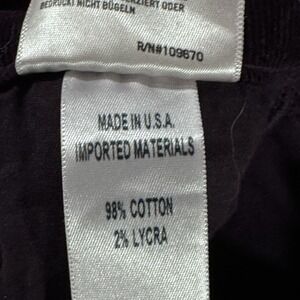 BEDRUCKT NICHT BÜGELN
R/N#109670
MADE IN U.S.A.
IMPORTED MATERIALS
98% COTTON
2% LYCRA